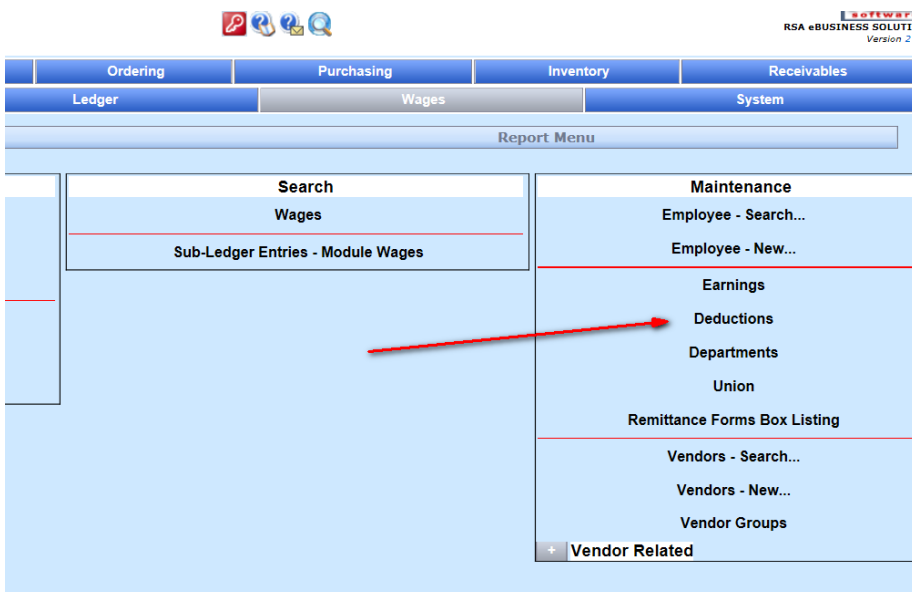 software
RSA eBUSINESS SOLUTI
Version 2
Ordering Purchasing Inventory Receivables
Ledger Wages System
Report Menu
Search
Wages
Sub-Ledger Entries - Module Wages
Maintenance
Employee - Search...
Employee - New...
Earnings
Deductions
Departments
Union
Remittance Forms Box Listing
Vendors - Search...
Vendors - New...
Vendor Groups
+ Vendor Related